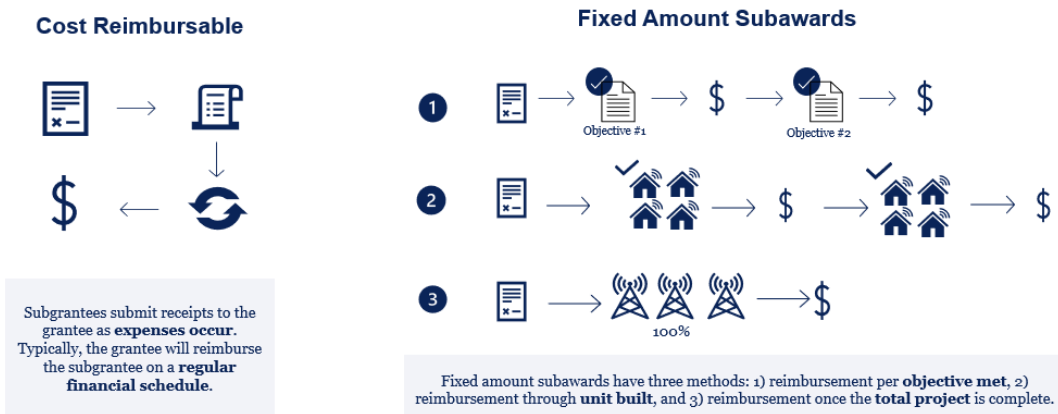 Cost Reimbursable
Subgrantees submit receipts to the
grantee as expenses occur.
Typically, the grantee will reimburse
the subgrantee on a regular
financial schedule.
Fixed Amount Subawards
1
$
$
Objective #1
Objective #2
2
$
$
3
$
100%
Fixed amount subawards have three methods: 1) reimbursement per objective met, 2)
reimbursement through unit built, and 3) reimbursement once the total project is complete.